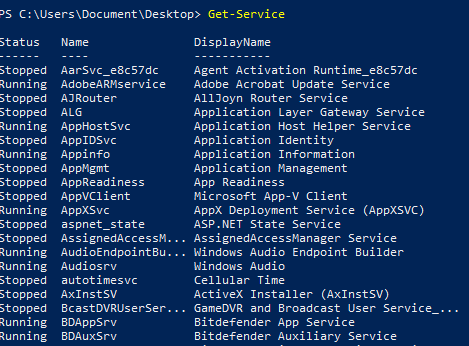 PS C:\Users\Document\Desktop> Get-Service
Status Name DisplayName
------ ---- -----------
Stopped AarSvc_e8c57dc Agent Activation Runtime_e8c57dc
Running AdobeARMservice Adobe Acrobat Update Service
Stopped AJRouter AllJoyn Router Service
Stopped ALG Application Layer Gateway Service
Running AppHostSvc Application Host Helper Service
Stopped AppIDSvc Application Identity
Running Appinfo Application Information
Stopped AppMgmt Application Management
Stopped AppReadiness App Readiness
Stopped AppVClient Microsoft App-V Client
Running AppXSvc AppX Deployment Service (AppXSVC)
Stopped aspnet_state ASP.NET State Service
Stopped AssignedAccessM... AssignedAccessManager Service
Running AudioEndpointBu... Windows Audio Endpoint Builder
Running Audiosrv Windows Audio
Stopped autotimesvc Cellular Time
Stopped AxInstSV ActiveX Installer (AxInstSV)
Stopped BcastDVRUserSer... GameDVR and Broadcast User Service_...
Running BDAppSrv Bitdefender App Service
Running BDAuxSrv Bitdefender Auxiliary Service